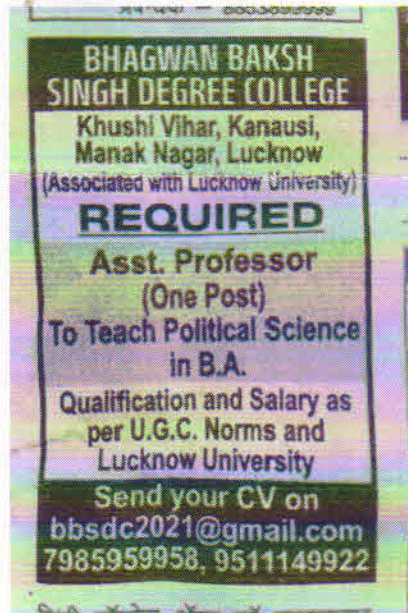 BHAGWAN BAKSH
SINGH DEGREE COLLEGE
Khushi Vihar, Kanausi,
Manak Nagar, Lucknow
(Associated with Lucknow University)
REQUIRED
Asst. Professor
(One Post)
To Teach Political Science
in B.A.
Qualification and Salary as
per U.G.C. Norms and
Lucknow University
Send your CV on
bbsdc2021@gmail.com
7985959958, 9511149922